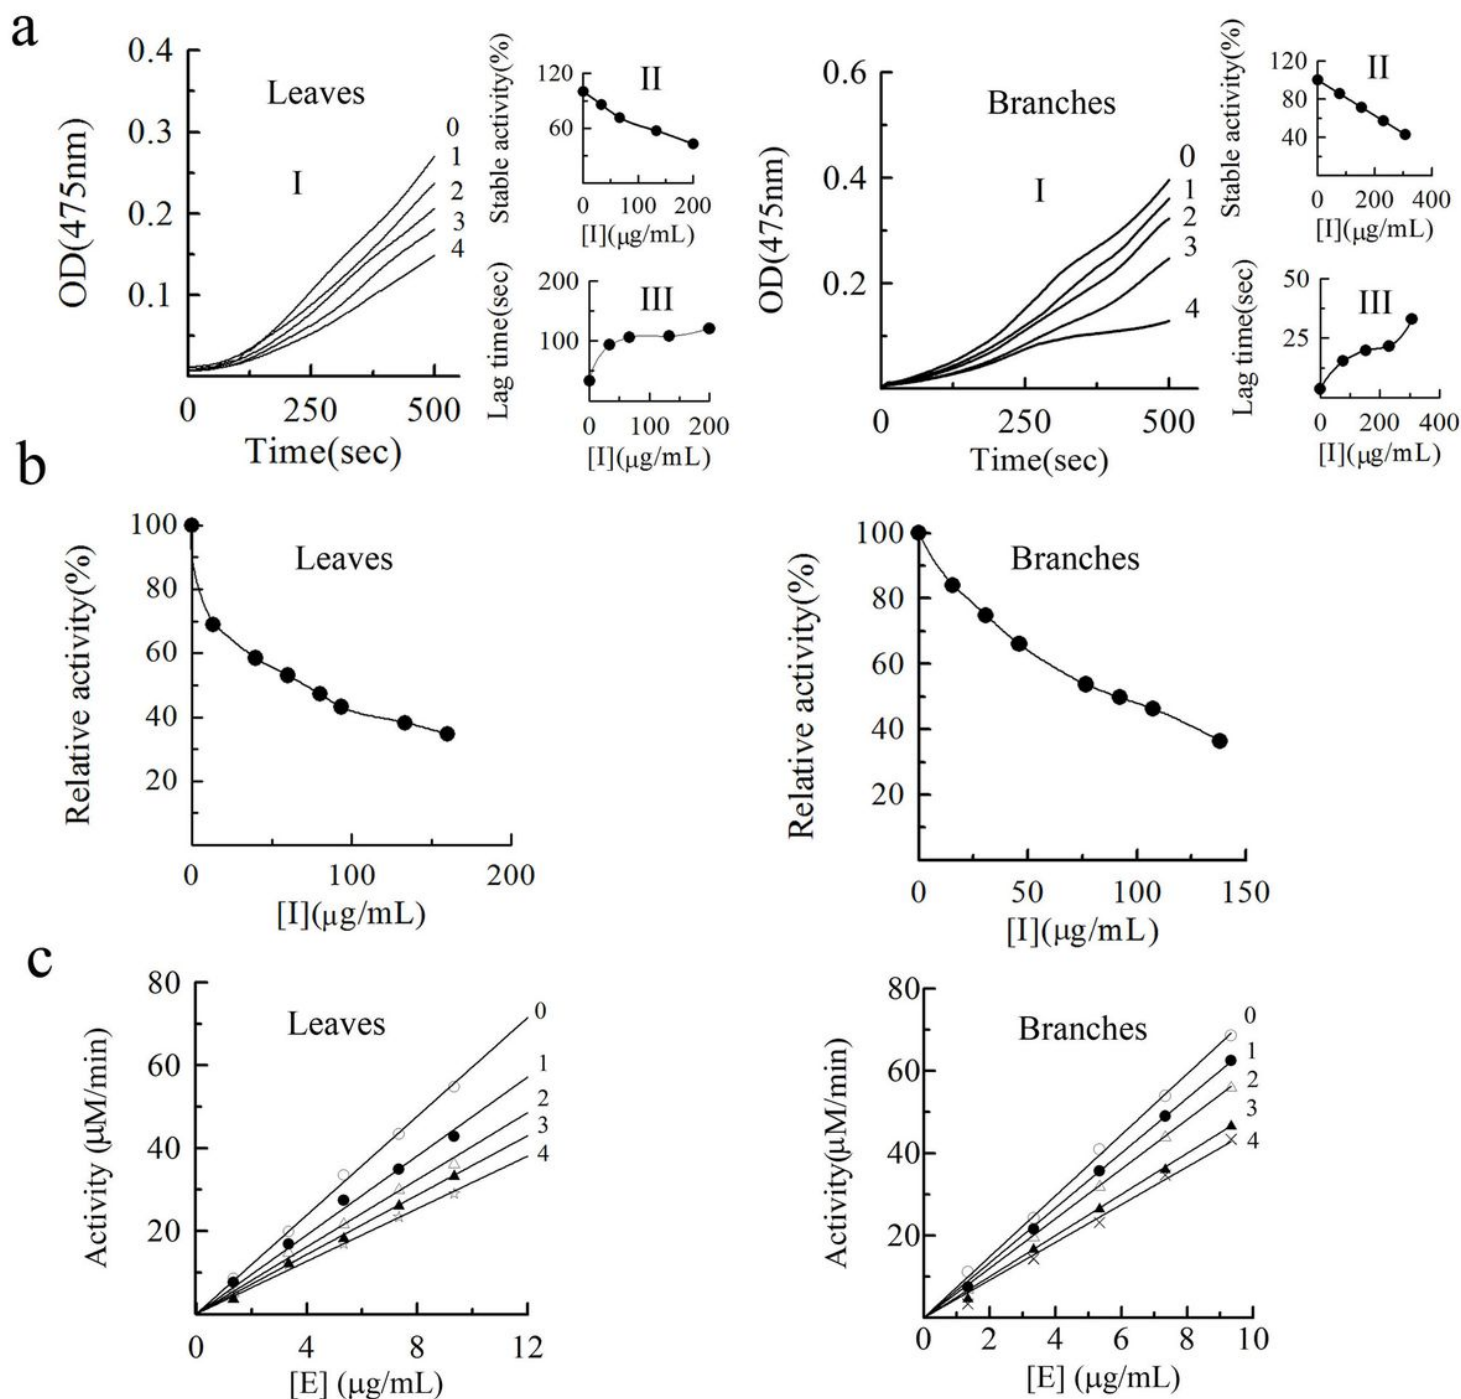 a
Leaves
I
OD(475nm)
0.4
0.3
0.2
0.1
0
1
2
3
4
0
250
500
Time(sec)
II
Stable activity(%)
120
60
0
100
200
[I](μg/mL)
III
Lag time(sec)
200
100
0
100
200
[I](μg/mL)
Branches
I
OD(475nm)
0.6
0.4
0.2
0
1
2
3
4
0
250
500
Time(sec)
II
Stable activity(%)
120
80
40
0
200
400
[I](μg/mL)
III
Lag time(sec)
50
25
0
200
400
[I](μg/mL)
b
Leaves
Relative activity(%)
100
80
60
40
20
0
100
200
[I](μg/mL)
Branches
Relative activity(%)
100
80
60
40
20
0
50
100
150
[I](μg/mL)
c
Leaves
Activity (μM/min)
80
60
40
20
0
1
2
3
4
0
4
8
12
[E] (μg/mL)
Branches
Activity(μM/min)
80
60
40
20
0
1
2
3
4
0
2
4
6
8
10
[E] (μg/mL)